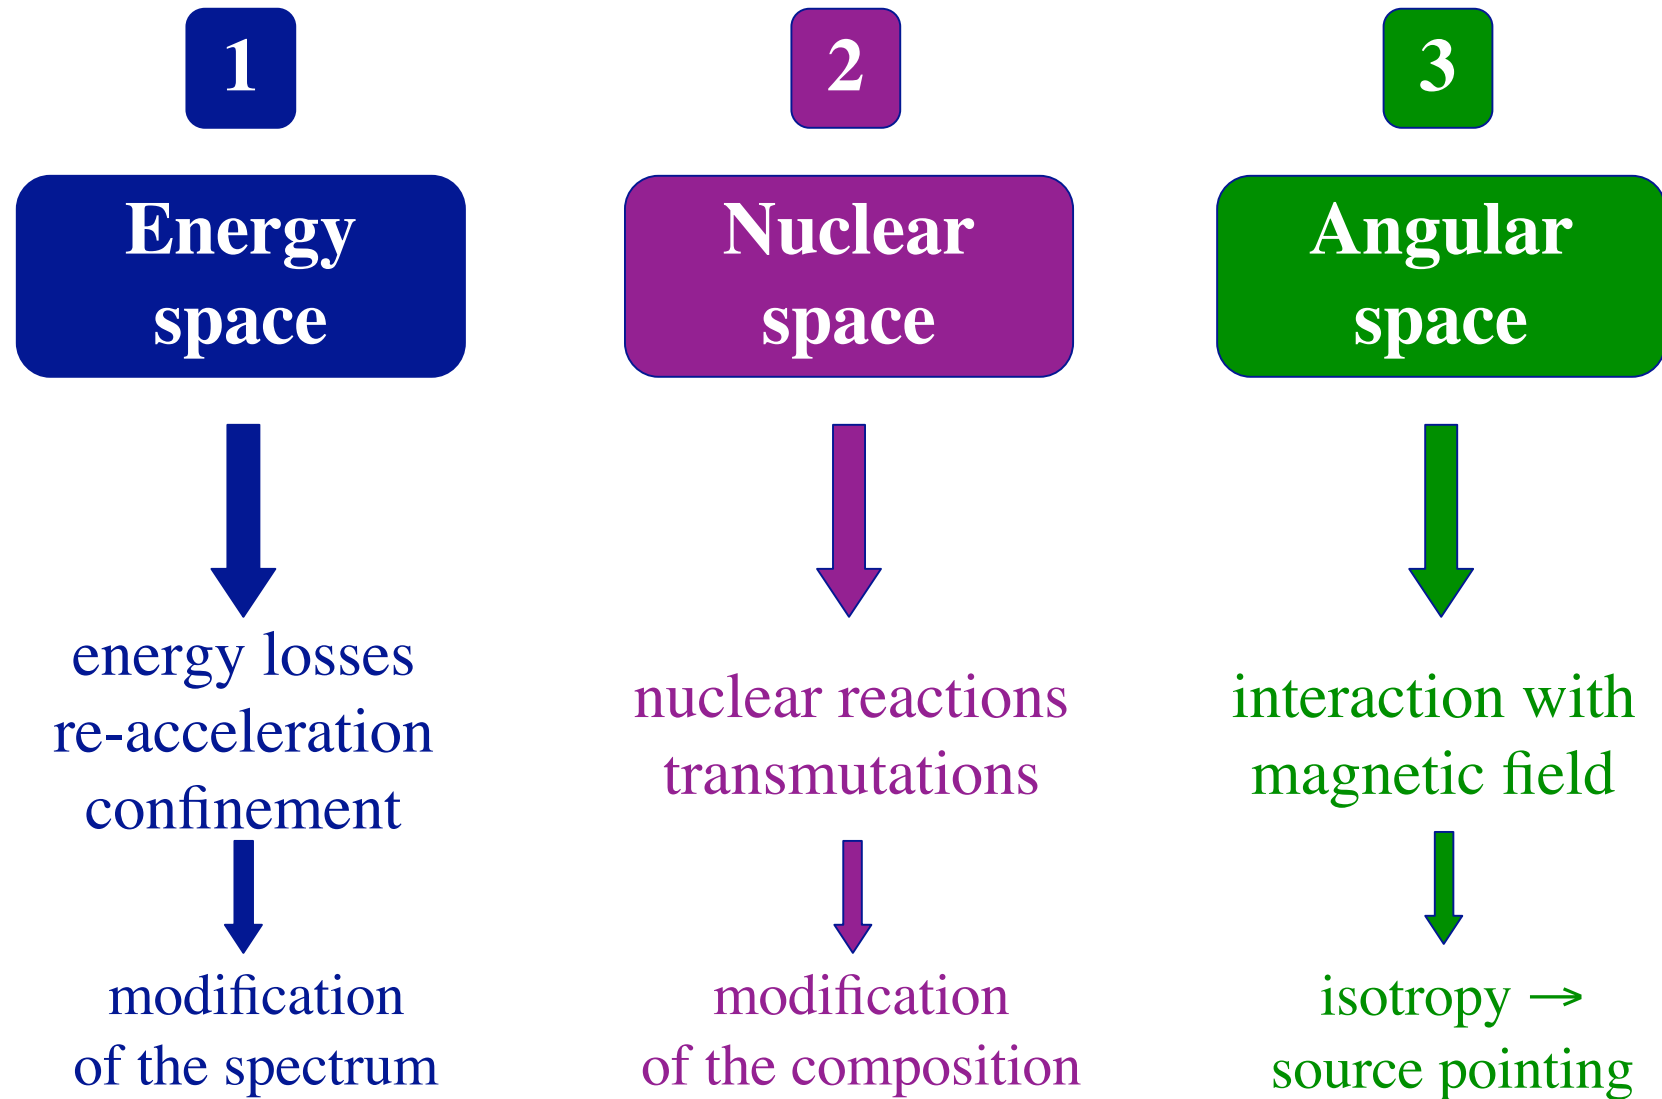 1
Energy
space
energy losses
re-acceleration
confinement
modification
of the spectrum
2
Nuclear
space
nuclear reactions
transmutations
modification
of the composition
3
Angular
space
interaction with
magnetic field
isotropy →
source pointing